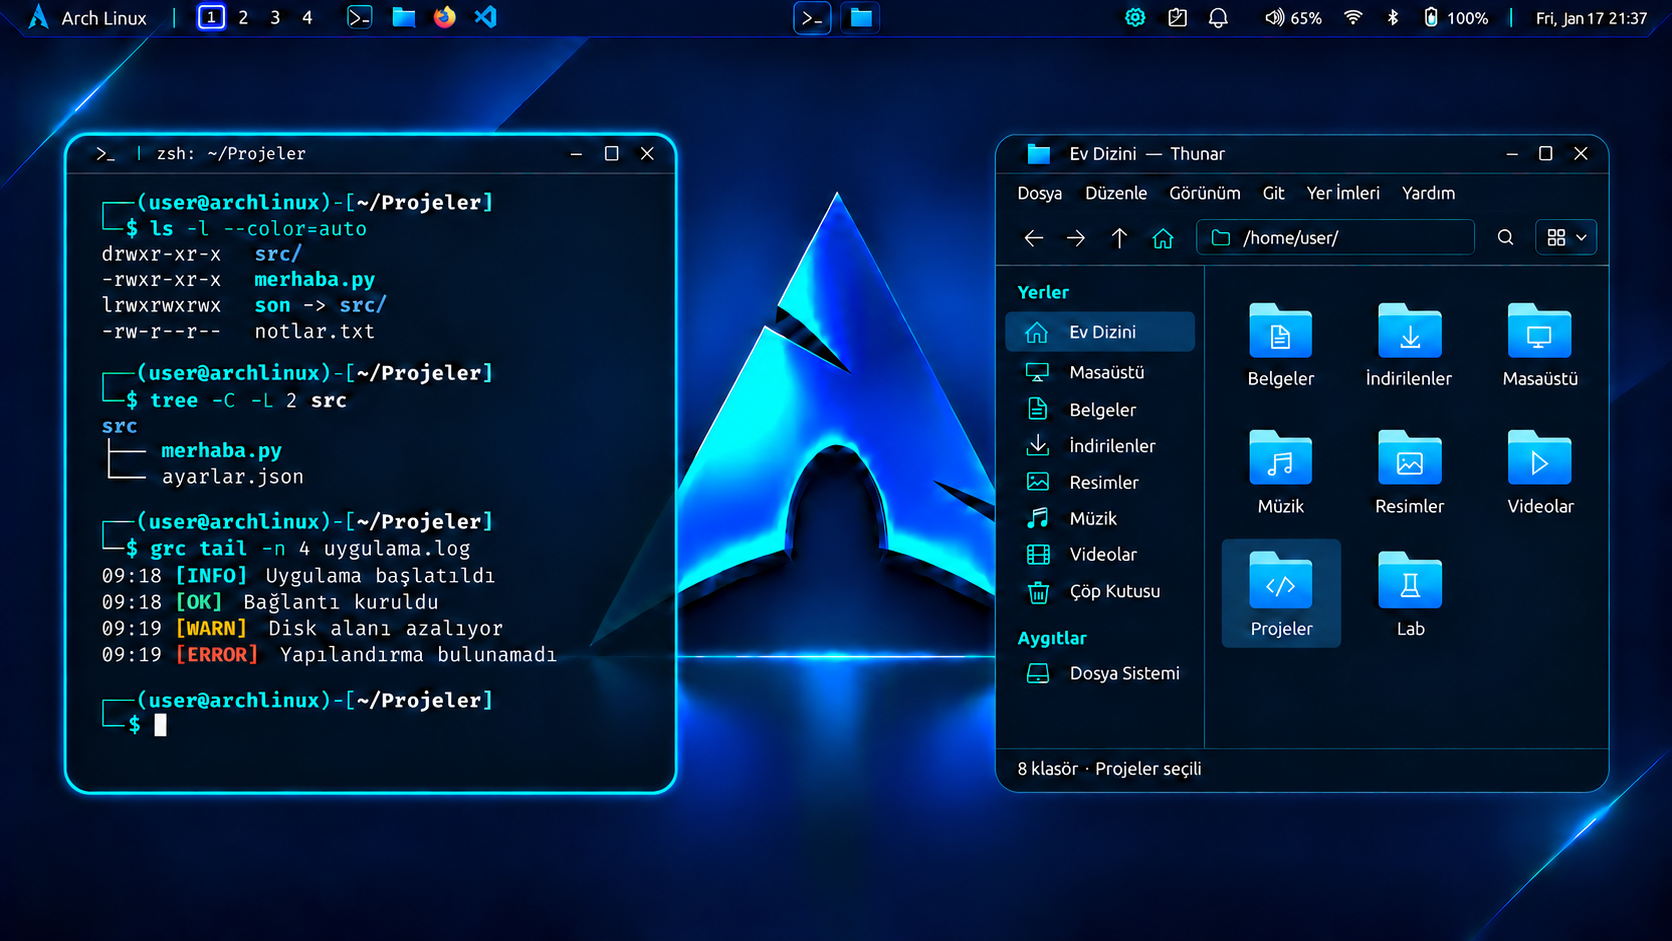 Arch Linux | 1 2 3 4
65% 100% | Fri, Jan 17 21:37
>_ | zsh: ~/Projeler
┌──(user@archlinux)-[~/Projeler]
└─$ ls -l --color=auto
drwxr-xr-x src/
-rwxr-xr-x merhaba.py
lrwxrwxrwx son -> src/
-rw-r--r-- notlar.txt
┌──(user@archlinux)-[~/Projeler]
└─$ tree -C -L 2 src
src
├── merhaba.py
└── ayarlar.json
┌──(user@archlinux)-[~/Projeler]
└─$ grc tail -n 4 uygulama.log
09:18 [INFO] Uygulama başlatıldı
09:18 [OK] Bağlantı kuruldu
09:19 [WARN] Disk alanı azalıyor
09:19 [ERROR] Yapılandırma bulunamadı
┌──(user@archlinux)-[~/Projeler]
└─$
Ev Dizini — Thunar
Dosya Düzenle Görünüm Git Yer İmleri Yardım
/home/user/
Yerler
Ev Dizini
Masaüstü
Belgeler
İndirilenler
Resimler
Müzik
Videolar
Çöp Kutusu
Aygıtlar
Dosya Sistemi
Belgeler İndirilenler Masaüstü
Müzik Resimler Videolar
Projeler Lab
8 klasör · Projeler seçili